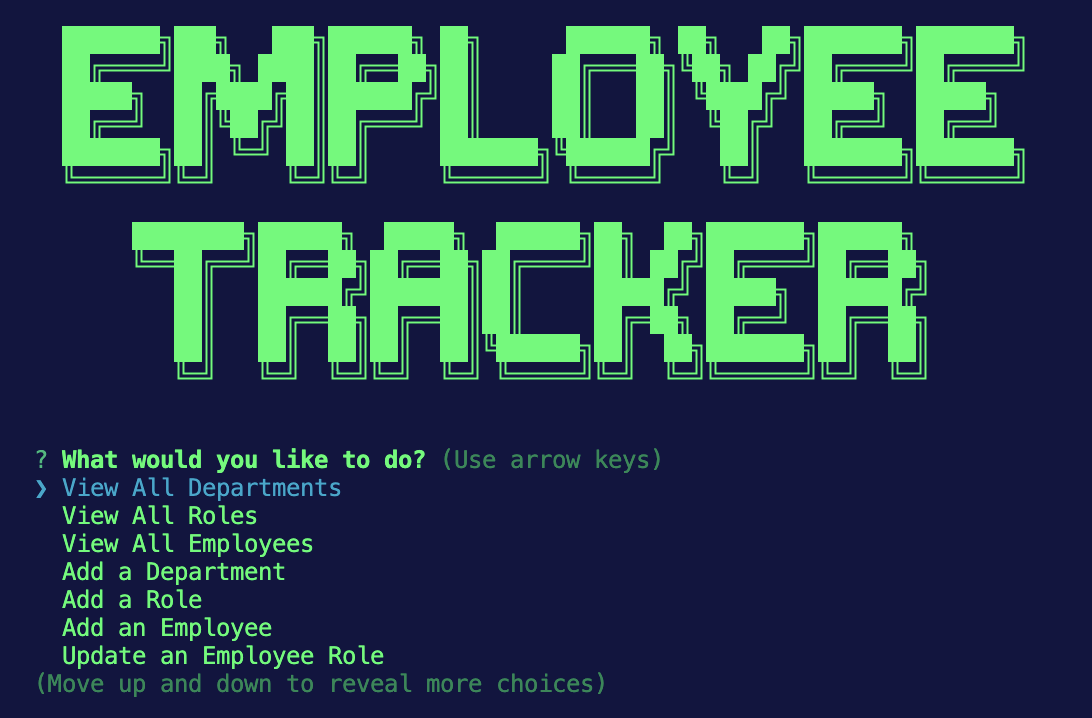 EMPLOYEE
TRACKER
? What would you like to do? (Use arrow keys)
❯ View All Departments
View All Roles
View All Employees
Add a Department
Add a Role
Add an Employee
Update an Employee Role
(Move up and down to reveal more choices)